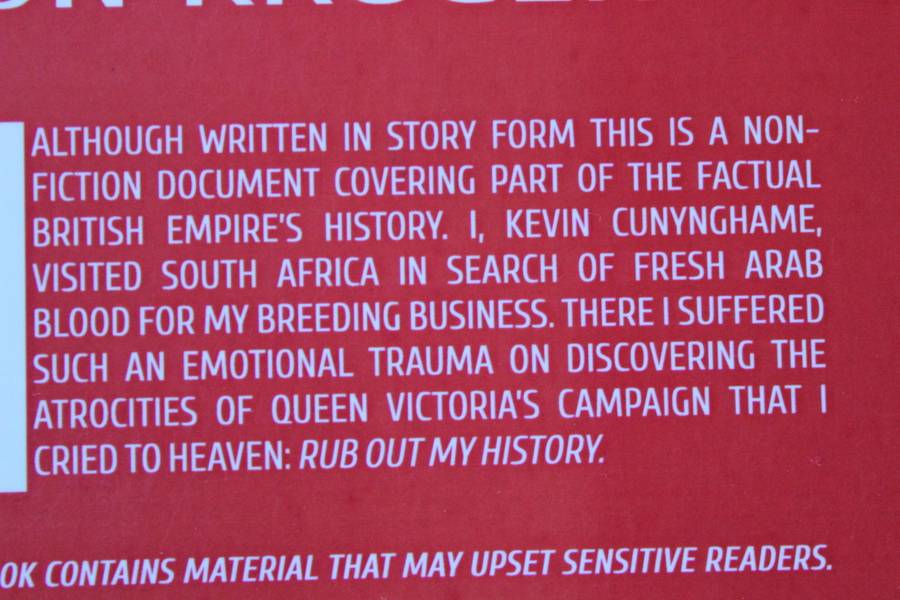 ALTHOUGH WRITTEN IN STORY FORM THIS IS A NON-
FICTION DOCUMENT COVERING PART OF THE FACTUAL
BRITISH EMPIRE'S HISTORY. I, KEVIN CUNYNGHAME,
VISITED SOUTH AFRICA IN SEARCH OF FRESH ARAB
BLOOD FOR MY BREEDING BUSINESS. THERE I SUFFERED
SUCH AN EMOTIONAL TRAUMA ON DISCOVERING THE
ATROCITIES OF QUEEN VICTORIA'S CAMPAIGN THAT I
CRIED TO HEAVEN: RUB OUT MY HISTORY.
OK CONTAINS MATERIAL THAT MAY UPSET SENSITIVE READERS.